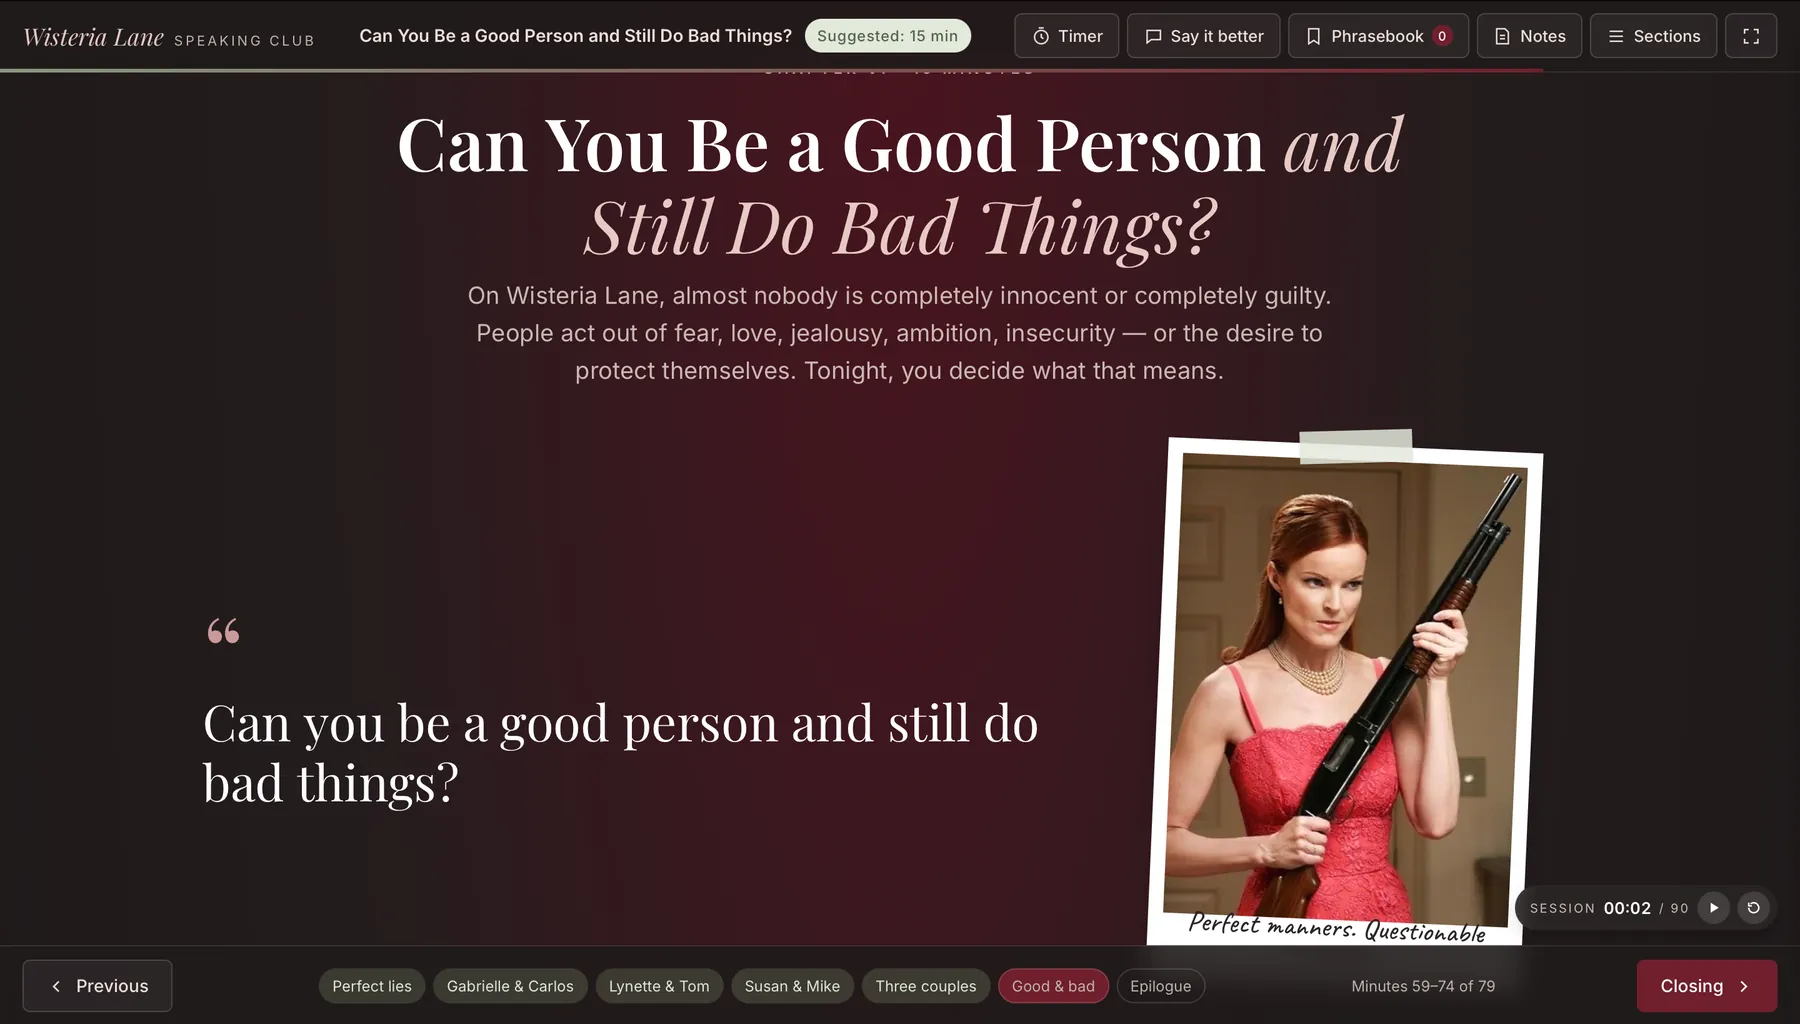 Wisteria Lane SPEAKING CLUB
Can You Be a Good Person and Still Do Bad Things?
Suggested: 15 min
Timer
Say it better
Phrasebook 0
Notes
Sections
Can You Be a Good Person and
Still Do Bad Things?
On Wisteria Lane, almost nobody is completely innocent or completely guilty.
People act out of fear, love, jealousy, ambition, insecurity — or the desire to
protect themselves. Tonight, you decide what that means.
“
Can you be a good person and still do
bad things?
Perfect manners. Questionable
SESSION 00:02 / 90
Previous
Perfect lies
Gabrielle & Carlos
Lynette & Tom
Susan & Mike
Three couples
Good & bad
Epilogue
Minutes 59–74 of 79
Closing